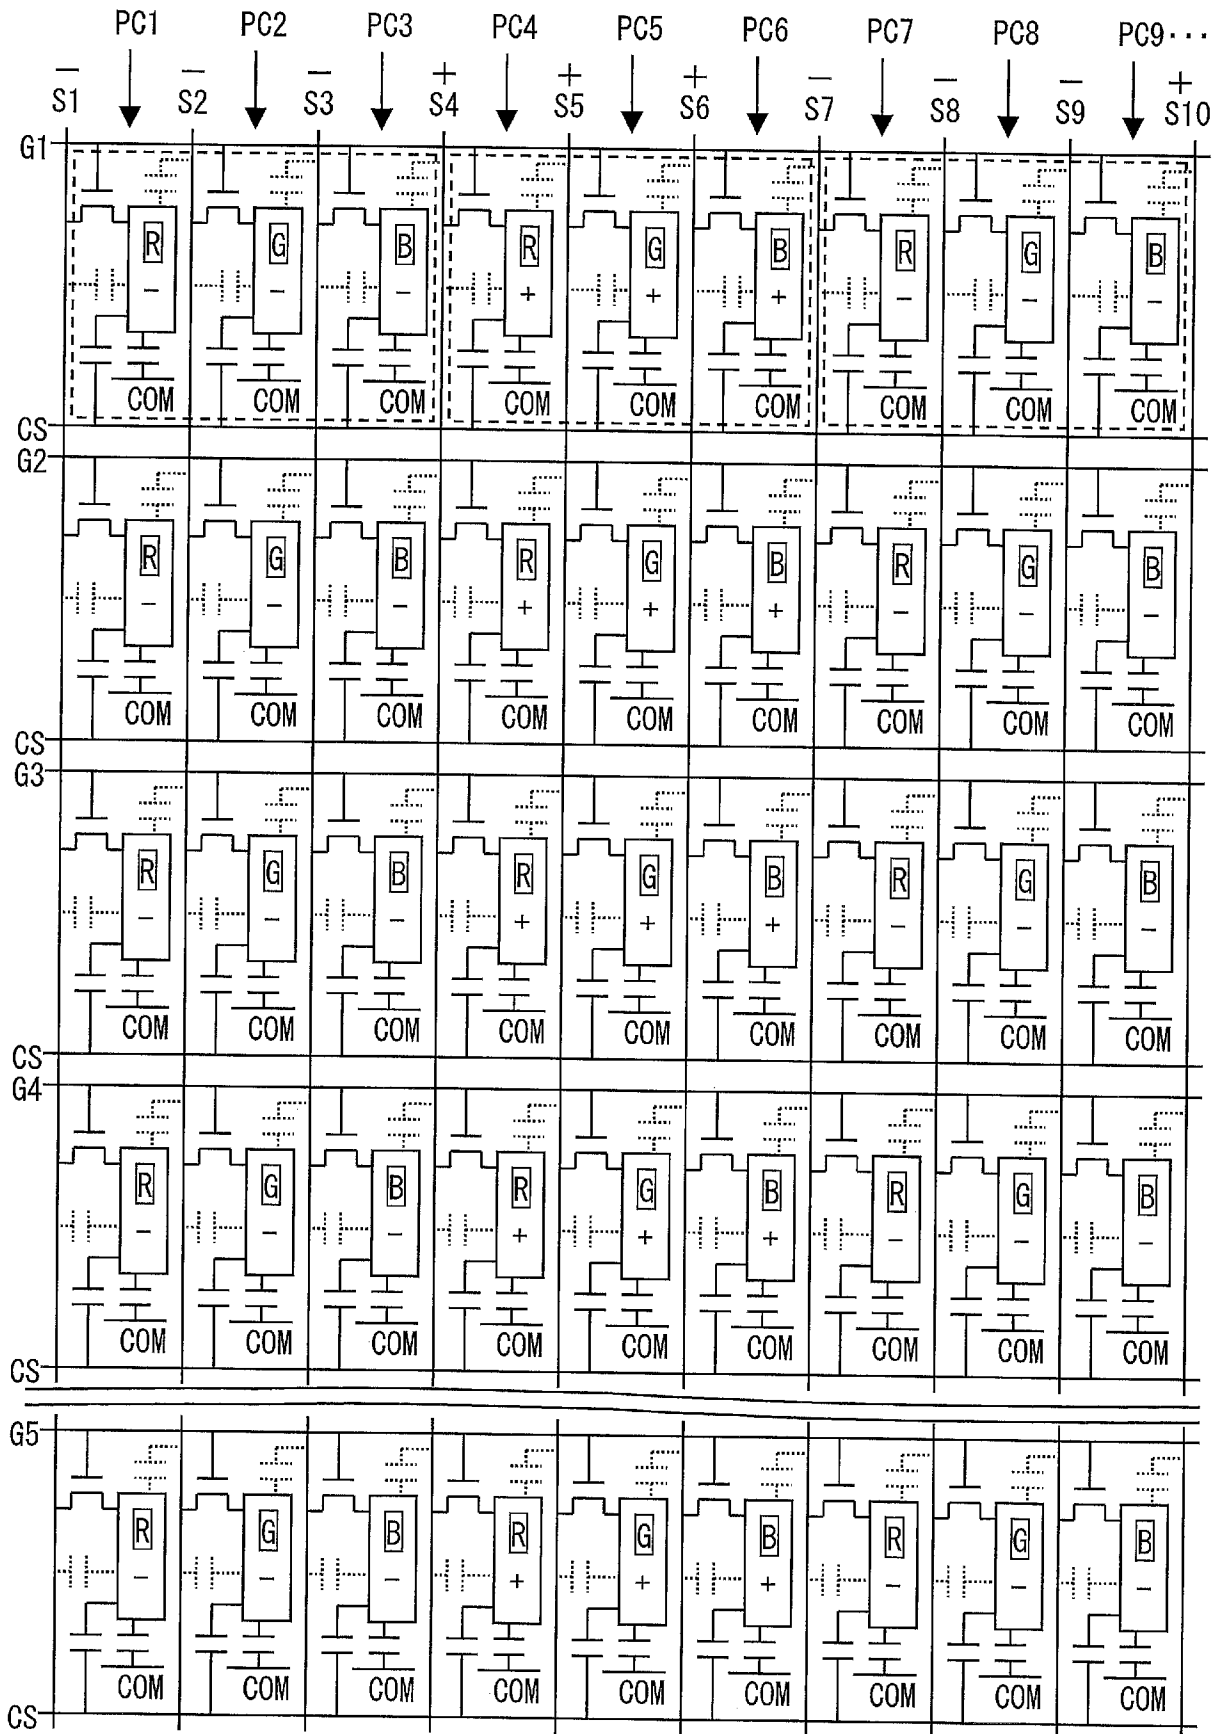 PC1 PC2 PC3 PC4 PC5 PC6 PC7 PC8 PC9···
− − − + + + − − − +
S1 S2 S3 S4 S5 S6 S7 S8 S9 S10
G1
R G B R G B R G B
− − − + + + − − −
COM COM COM COM COM COM COM COM COM
CS
G2
R G B R G B R G B
− − − + + + − − −
COM COM COM COM COM COM COM COM COM
CS
G3
R G B R G B R G B
− − − + + + − − −
COM COM COM COM COM COM COM COM COM
CS
G4
R G B R G B R G B
− − − + + + − − −
COM COM COM COM COM COM COM COM COM
CS
G5
R G B R G B R G B
− − − + + + − − −
COM COM COM COM COM COM COM COM COM
CS